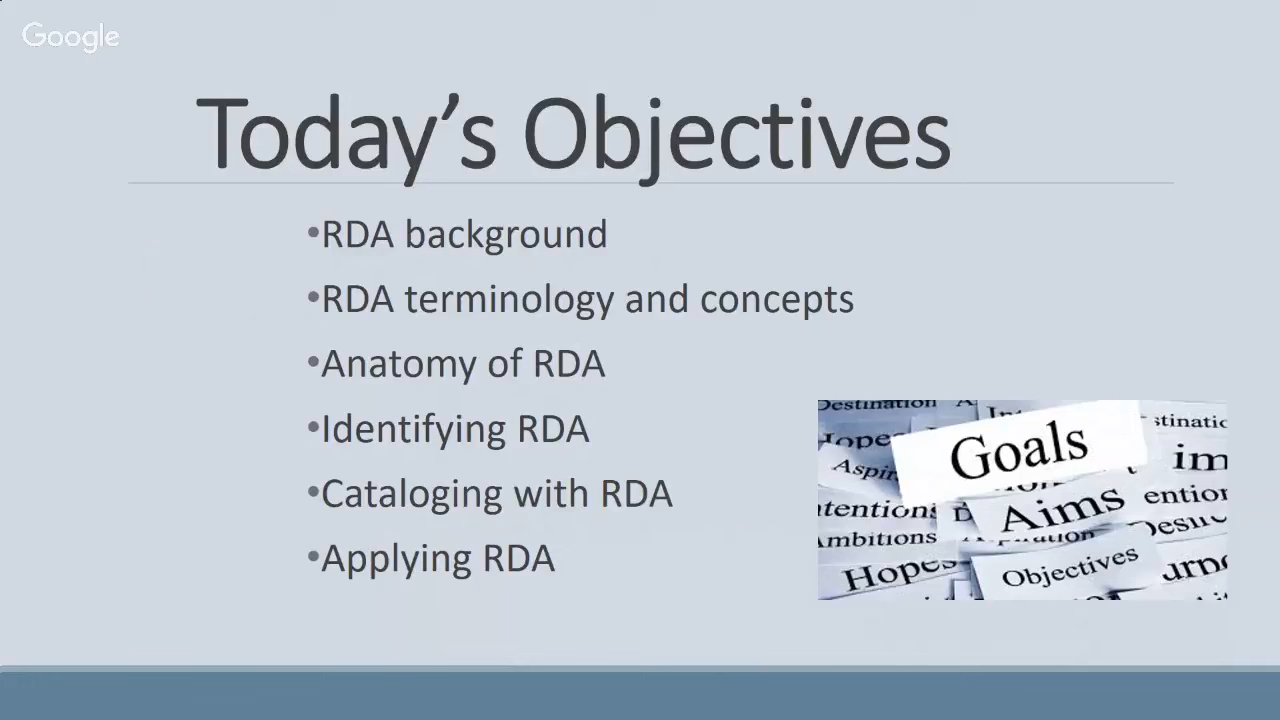 Google
Today's Objectives
•RDA background
•RDA terminology and concepts
•Anatomy of RDA
•Identifying RDA
•Cataloging with RDA
•Applying RDA
Destination
Goals
Aims
Ambitions
Hopes
Objectives